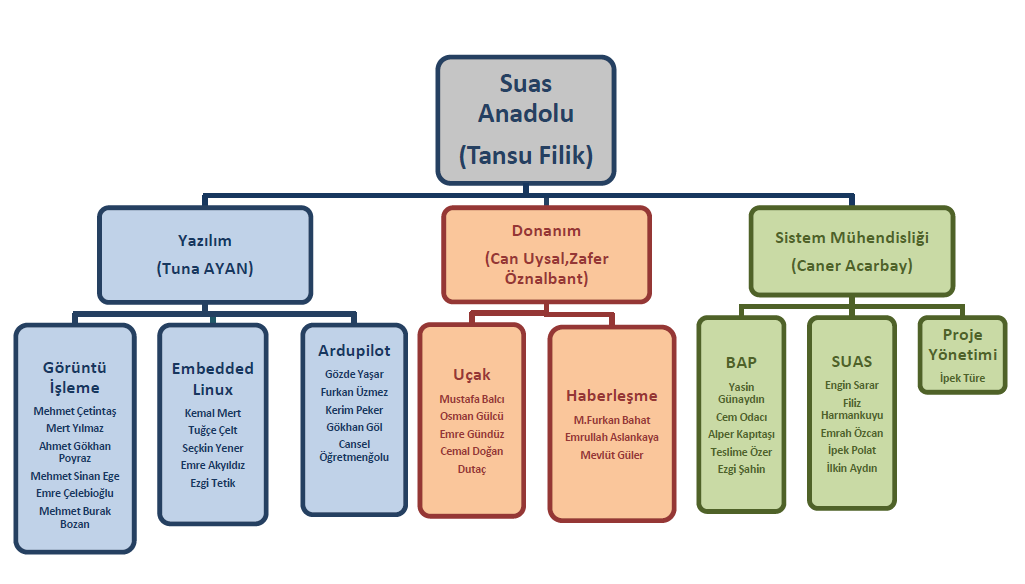 Suas
Anadolu
(Tansu Filik)
Yazılım
(Tuna AYAN)
Donanım
(Can Uysal,Zafer
Öznalbant)
Sistem Mühendisliği
(Caner Acarbay)
Görüntü
İşleme
Mehmet Çetintaş
Mert Yılmaz
Ahmet Gökhan
Poyraz
Mehmet Sinan Ege
Emre Çelebioğlu
Mehmet Burak
Bozan
Embedded
Linux
Kemal Mert
Tuğçe Çelt
Seçkin Yener
Emre Akyıldız
Ezgi Tetik
Ardupilot
Gözde Yaşar
Furkan Üzmez
Kerim Peker
Gökhan Göl
Cansel
Öğretmenğolu
Uçak
Mustafa Balcı
Osman Gülcü
Emre Gündüz
Cemal Doğan
Dutaç
Haberleşme
M.Furkan Bahat
Emrullah Aslankaya
Mevlüt Güler
BAP
Yasin
Günaydın
Cem Odacı
Alper Kapıtaşı
Teslime Özer
Ezgi Şahin
SUAS
Engin Sarar
Filiz
Harmankuyu
Emrah Özcan
İpek Polat
İlkin Aydın
Proje
Yönetimi
İpek Türe